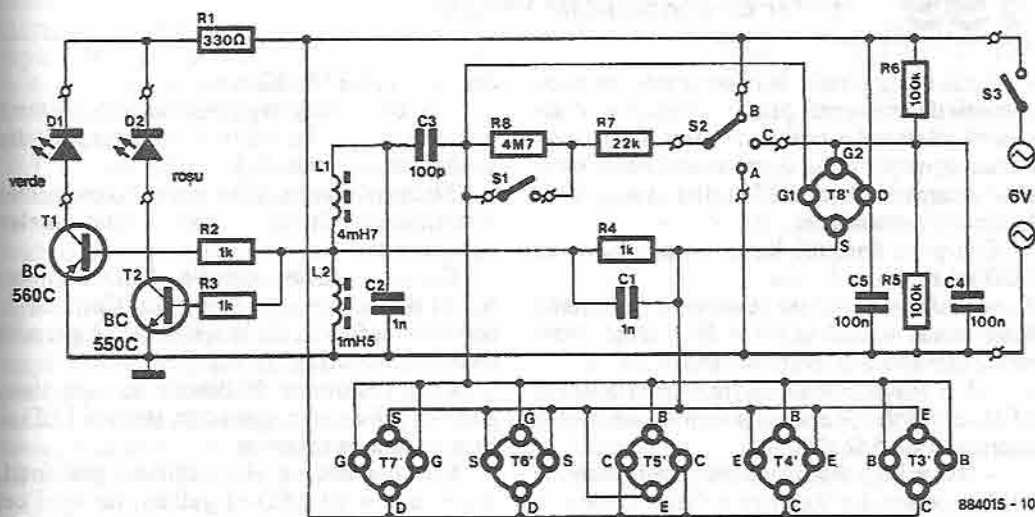 R1
330Ω
D1
D2
verde
roșu
T1
BC
560C
T2
BC
550C
R2
1k
R3
1k
L1
4mH7
L2
1mH5
C2
1n
C3
100p
R8
4M7
S1
R7
22k
S2
B
C
A
R4
1k
C1
1n
G2
G1
T8'
D
S
R6
100k
S3
6V
C5
100n
R5
100k
C4
100n
S
G
T7'
G
D
G
S
T6'
S
D
B
C
T5'
C
E
B
E
T4'
E
C
E
B
T3'
B
C
884015 - 10